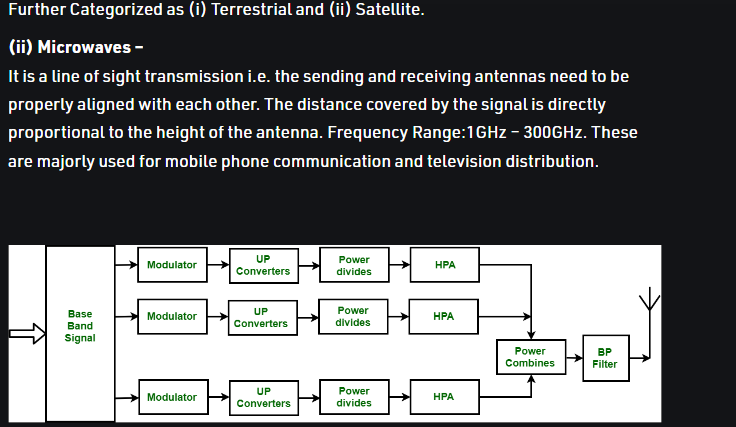 Further Categorized as (i) Terrestrial and (ii) Satellite.
(ii) Microwaves –
It is a line of sight transmission i.e. the sending and receiving antennas need to be
properly aligned with each other. The distance covered by the signal is directly
proportional to the height of the antenna. Frequency Range:1GHz – 300GHz. These
are majorly used for mobile phone communication and television distribution.
Base
Band
Signal
Modulator
UP
Converters
Power
divides
HPA
Modulator
UP
Converters
Power
divides
HPA
Modulator
UP
Converters
Power
divides
HPA
Power
Combines
BP
Filter